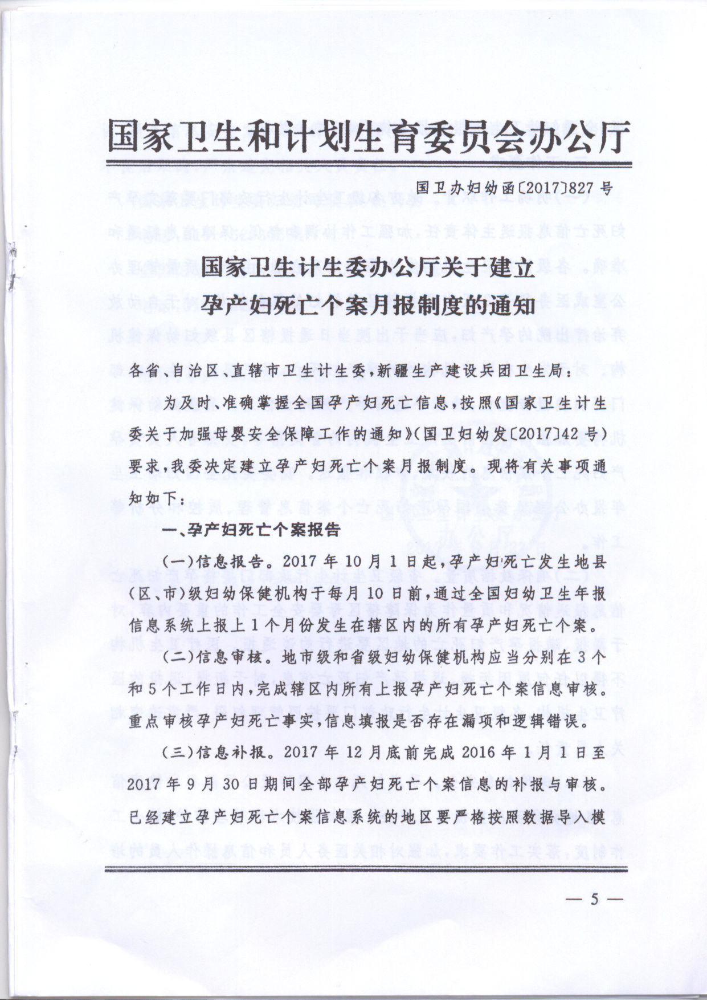 国家卫生和计划生育委员会办公厅
国卫办妇幼函〔2017〕827 号
国家卫生计生委办公厅关于建立
孕产妇死亡个案月报制度的通知
各省、自治区、直辖市卫生计生委,新疆生产建设兵团卫生局:
为及时、准确掌握全国孕产妇死亡信息,按照《国家卫生计生
委关于加强母婴安全保障工作的通知》(国卫妇幼发〔2017〕42 号)
要求,我委决定建立孕产妇死亡个案月报制度。现将有关事项通
知如下:
一、孕产妇死亡个案报告
(一)信息报告。2017 年 10 月 1 日起,孕产妇死亡发生地县
(区、市)级妇幼保健机构于每月 10 日前,通过全国妇幼卫生年报
信息系统上报上 1 个月份发生在辖区内的所有孕产妇死亡个案。
(二)信息审核。地市级和省级妇幼保健机构应当分别在 3 个
和 5 个工作日内,完成辖区内所有上报孕产妇死亡个案信息审核。
重点审核孕产妇死亡事实,信息填报是否存在漏项和逻辑错误。
(三)信息补报。2017 年 12 月底前完成 2016 年 1 月 1 日至
2017 年 9 月 30 日期间全部孕产妇死亡个案信息的补报与审核。
已经建立孕产妇死亡个案信息系统的地区要严格按照数据导入模
— 5 —